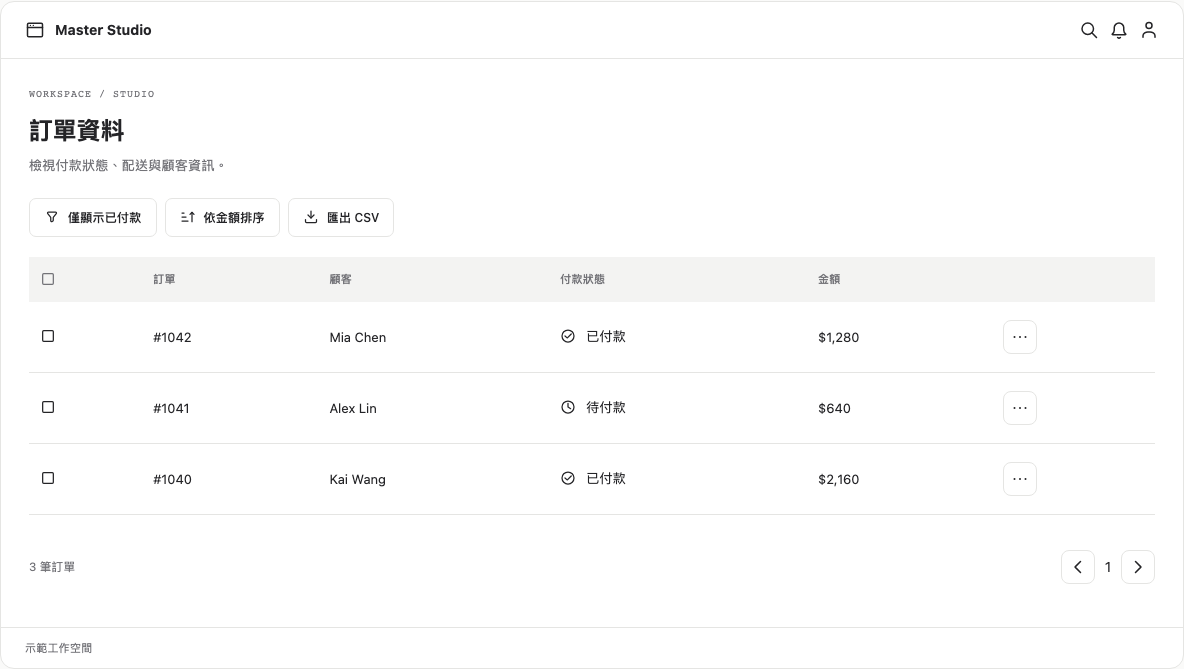 Master Studio
WORKSPACE / STUDIO
訂單資料
檢視付款狀態、配送與顧客資訊。
僅顯示已付款 依金額排序 匯出 CSV
訂單 顧客 付款狀態 金額
#1042 Mia Chen 已付款 $1,280 ...
#1041 Alex Lin 待付款 $640 ...
#1040 Kai Wang 已付款 $2,160 ...
3 筆訂單 1
示範工作空間